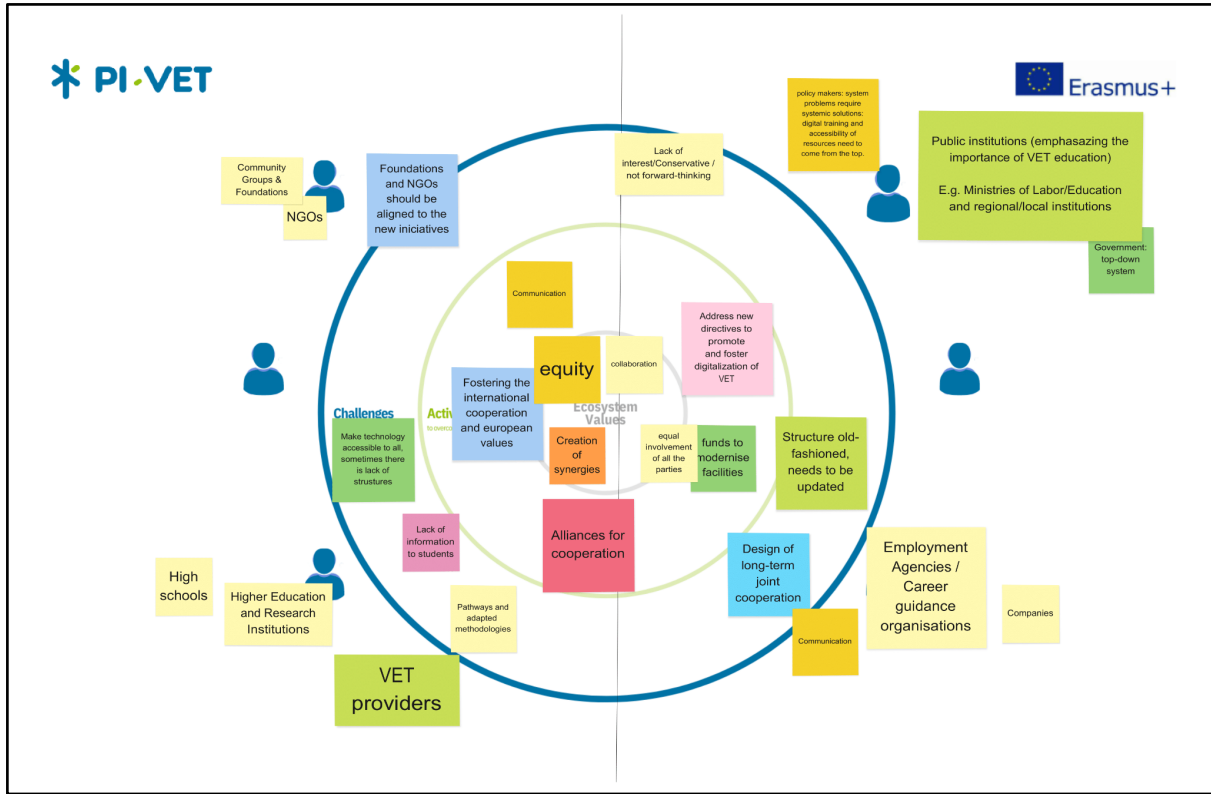 PI-VET
Erasmus+
policy makers: system
problems require
systemic solutions:
digital training and
accessibility of
resources need to
come from the top.
Public institutions (emphasazing the
importance of VET education)
E.g. Ministries of Labor/Education
and regional/local institutions
Government:
top-down
system
Community
Groups &
Foundations
NGOs
Foundations
and NGOs
should be
aligned to the
new iniciatives
Lack of
interest/Conservative /
not forward-thinking
Communication
equity
collaboration
Address new
directives to
promote
and foster
digitalization of
VET
Fostering the
international
cooperation
and european
values
Ecosystem
Values
Challenges
Activ
TO OVERCO
Make technology
accessible to all,
sometimes there
is lack of
strustures
Creation
of
synergies
equal
involvement
of all the
parties
funds to
modernise
facilities
Structure old-
fashioned,
needs to be
updated
Lack of
information
to students
Alliances for
cooperation
Design of
long-term
joint
cooperation
Employment
Agencies /
Career
guidance
organisations
Companies
High
schools
Higher Education
and Research
Institutions
Pathways and
adapted
methodologies
Communication
VET
providers